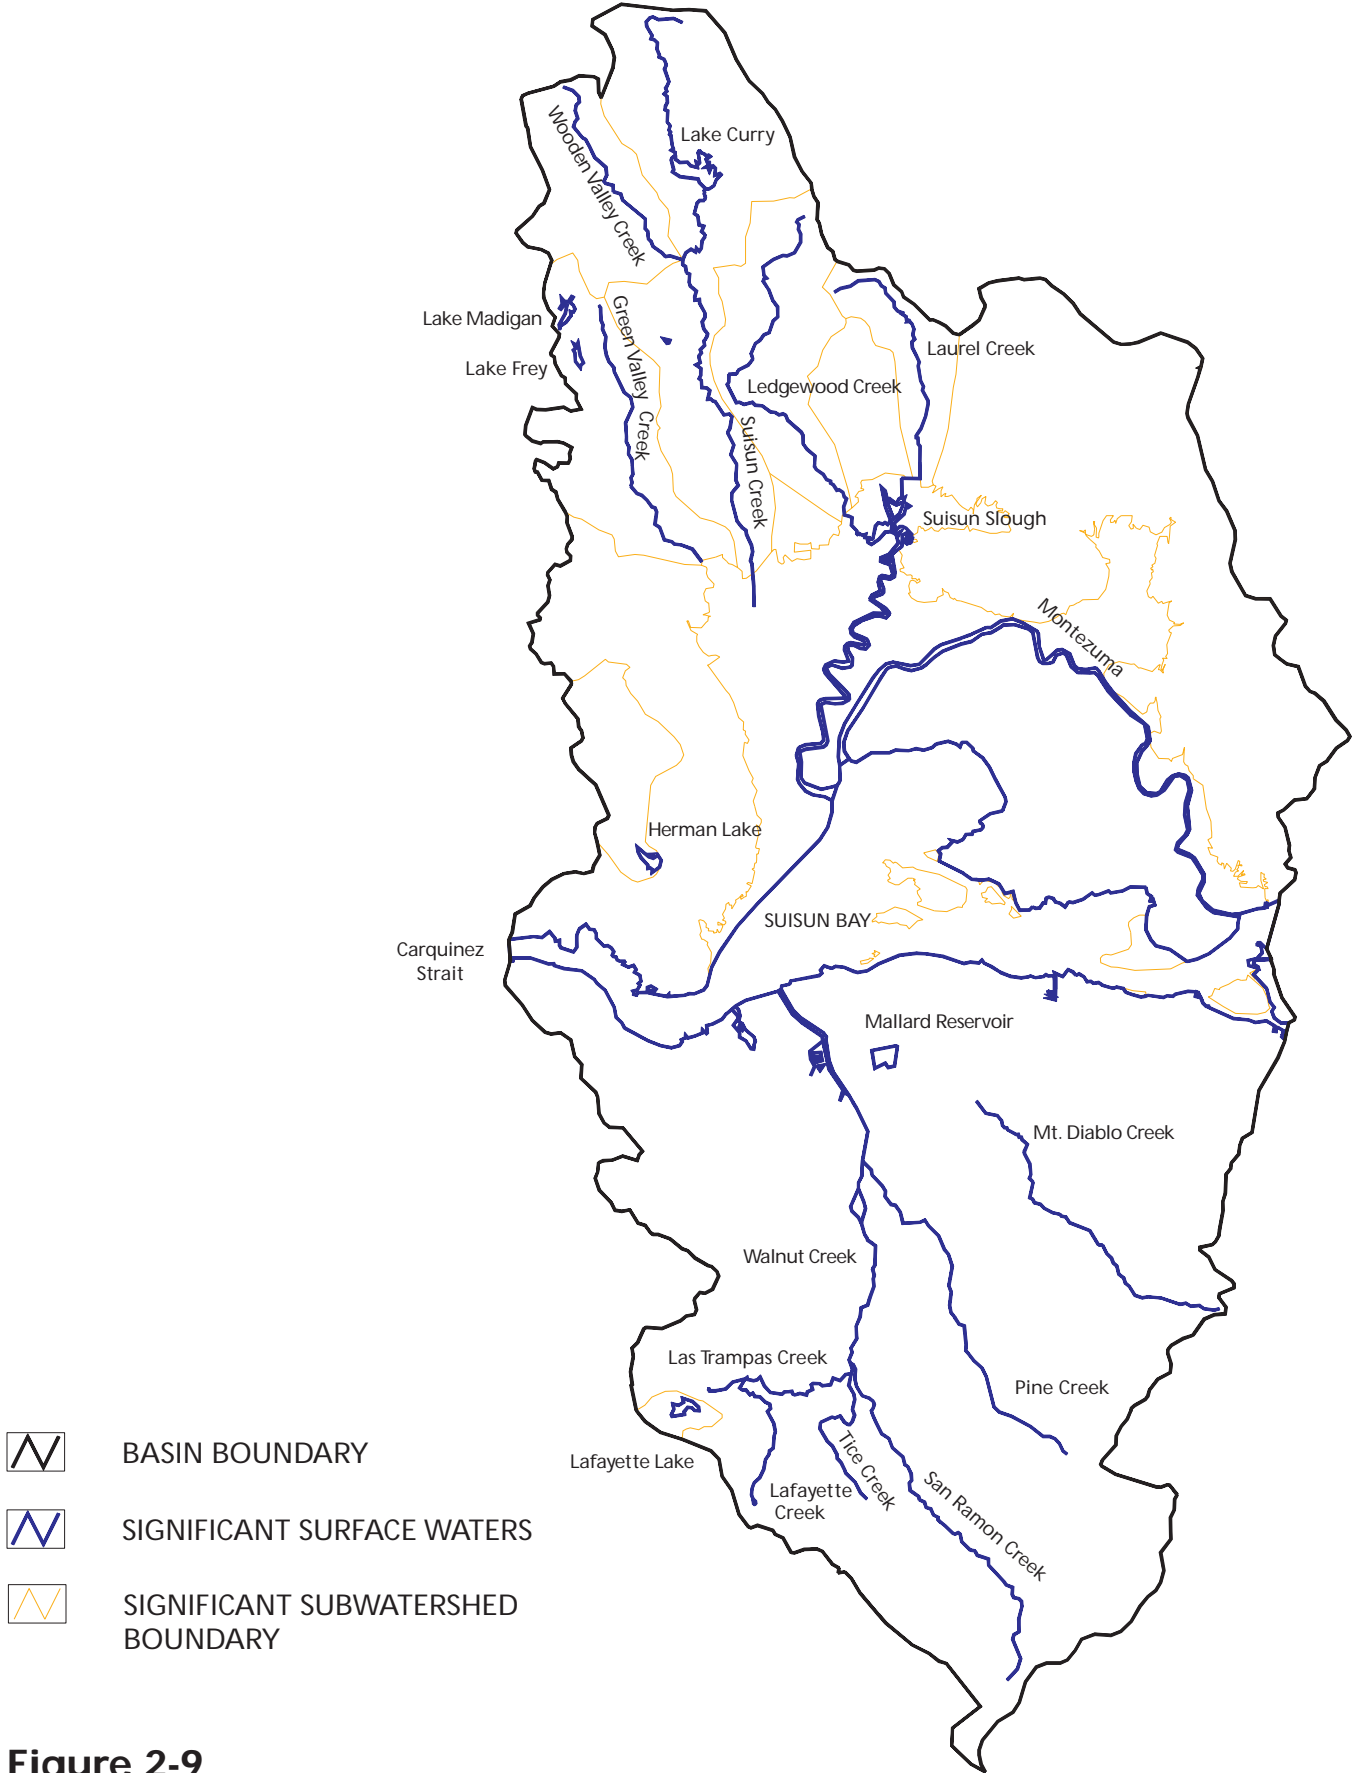 Lake Curry
Wooden Valley Creek
Lake Madigan
Green Valley Creek
Lake Frey
Laurel Creek
Ledgewood Creek
Suisun Creek
Suisun Slough
Montezuma
Herman Lake
SUISUN BAY
Carquinez
Strait
Mallard Reservoir
Mt. Diablo Creek
Walnut Creek
Las Trampas Creek
Pine Creek
Lafayette Lake
Tice Creek
Lafayette
Creek
San Ramon Creek
BASIN BOUNDARY
SIGNIFICANT SURFACE WATERS
SIGNIFICANT SUBWATERSHED
BOUNDARY
Figure 2-9